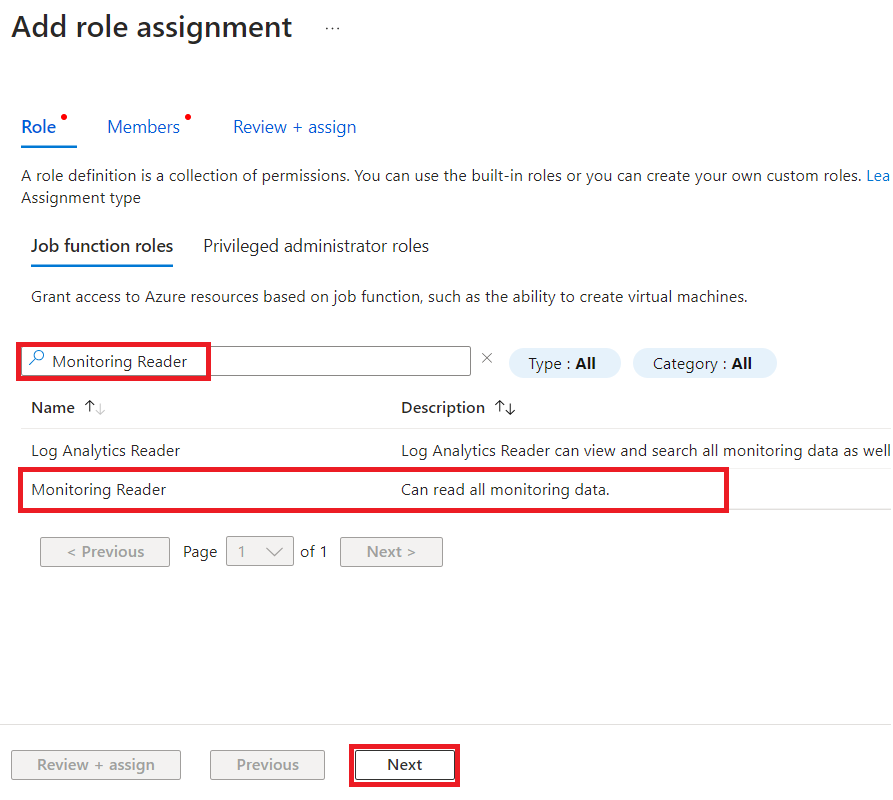 Add role assignment ...
Role Members Review + assign
A role definition is a collection of permissions. You can use the built-in roles or you can create your own custom roles. Lea
Assignment type
Job function roles Privileged administrator roles
Grant access to Azure resources based on job function, such as the ability to create virtual machines.
Monitoring Reader Type : All Category : All
Name Description
Log Analytics Reader Log Analytics Reader can view and search all monitoring data as well
Monitoring Reader Can read all monitoring data.
< Previous Page 1 of 1 Next >
Review + assign Previous Next